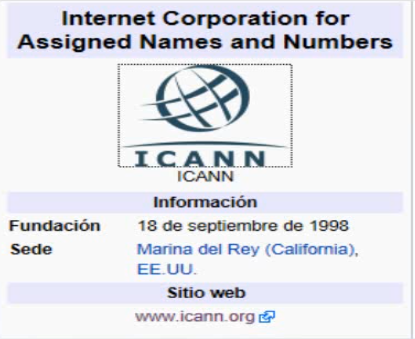 Internet Corporation for
Assigned Names and Numbers
ICANN
ICANN
Información
Fundación 18 de septiembre de 1998
Sede Marina del Rey (California),
EE.UU.
Sitio web
www.icann.org